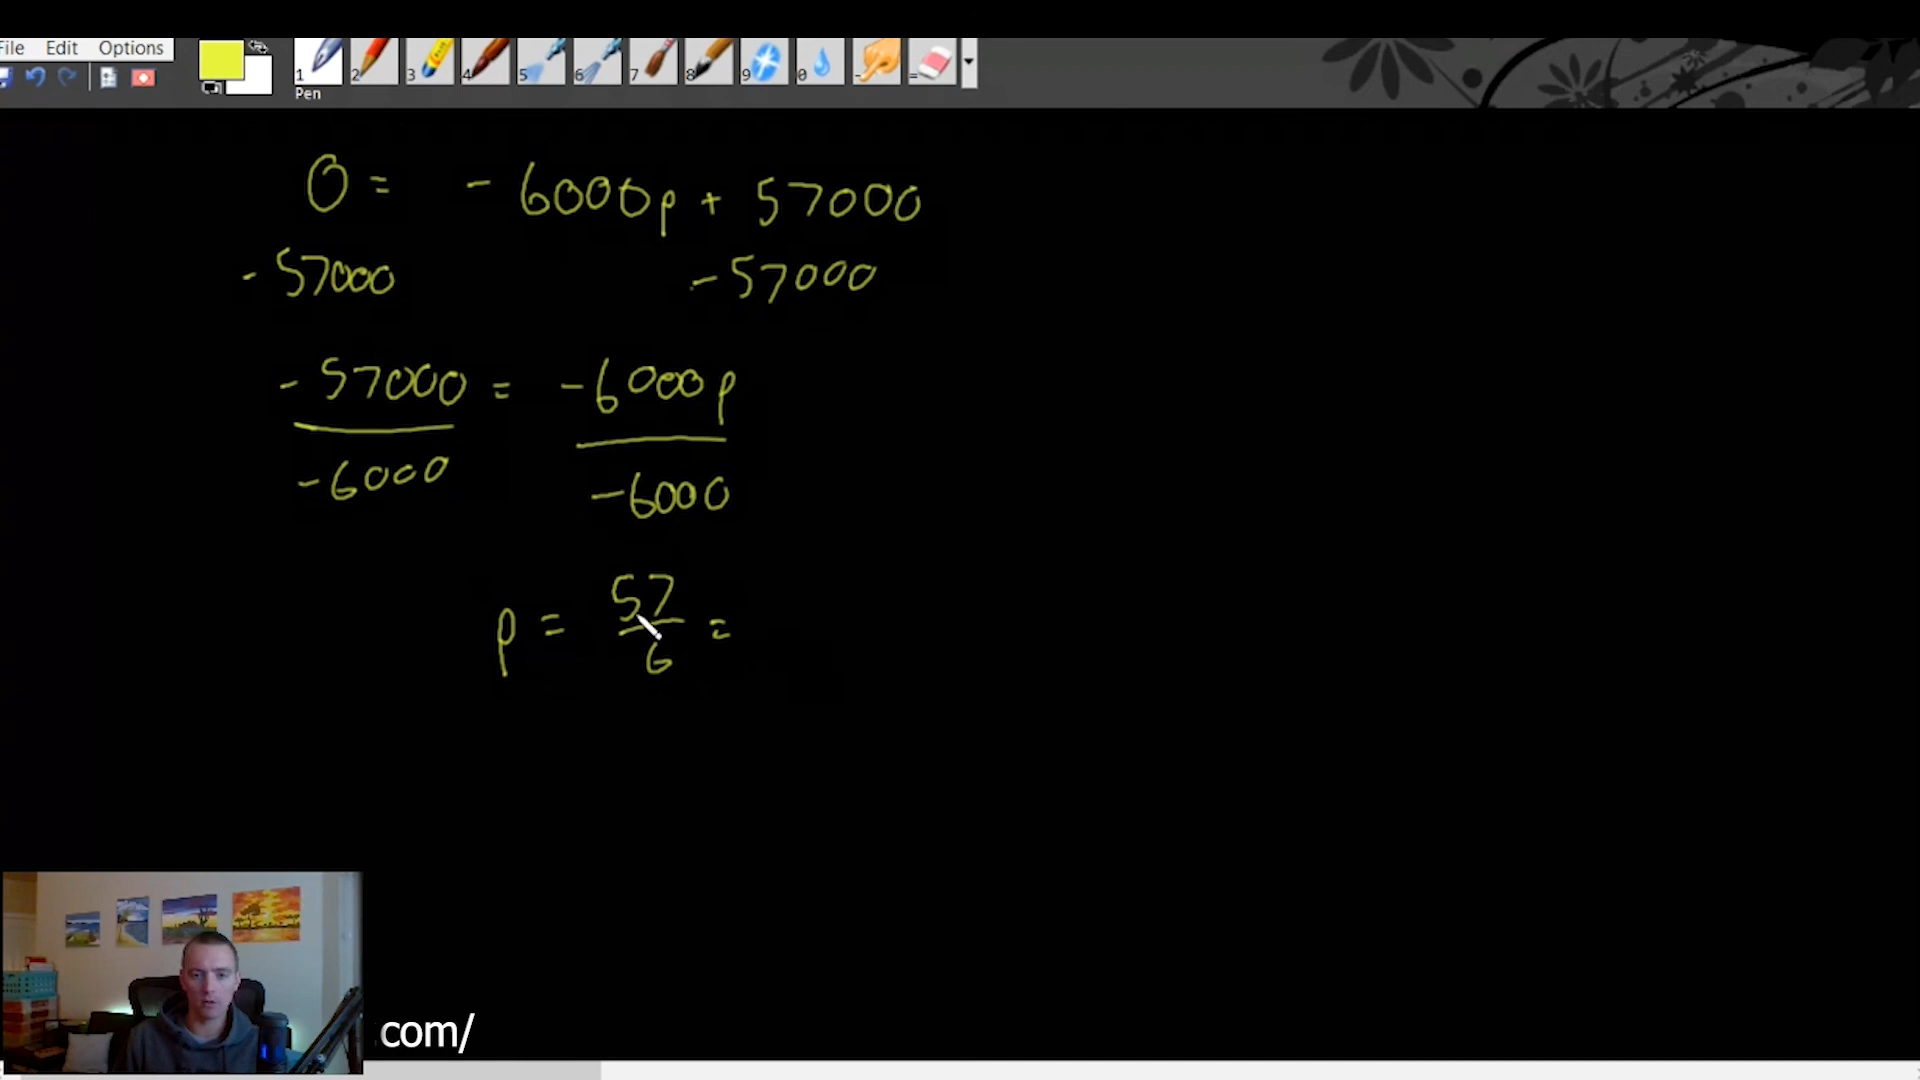 File Edit Options
1 2 3 4 5 6 7 8 9 0 - =
Pen
0 = - 6000p + 57000
- 57000 - 57000
- 57000 = - 6000p
- 6000 - 6000
p = 57/6 =
.com/